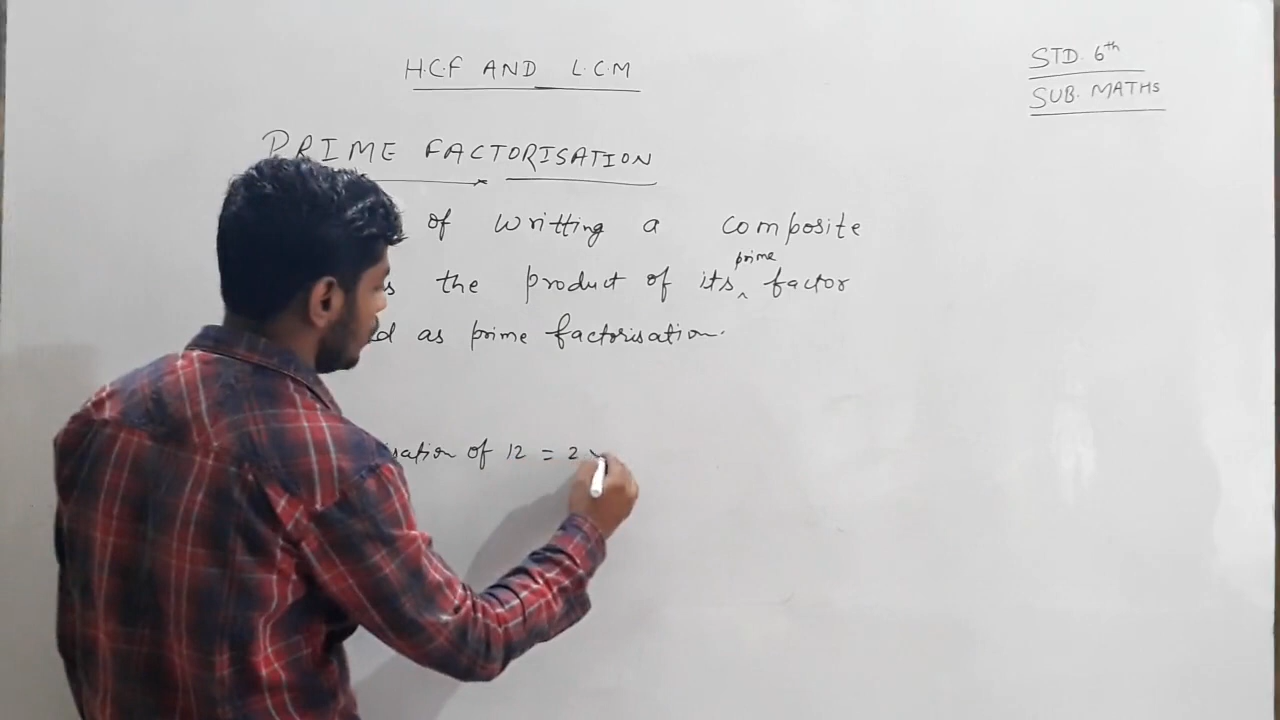 H.C.F AND L.C.M
STD. 6th
SUB. MATHS
PRIME FACTORISATION
of writting a composite
the product of its prime factor
as prime factorisation.
of 12 = 2